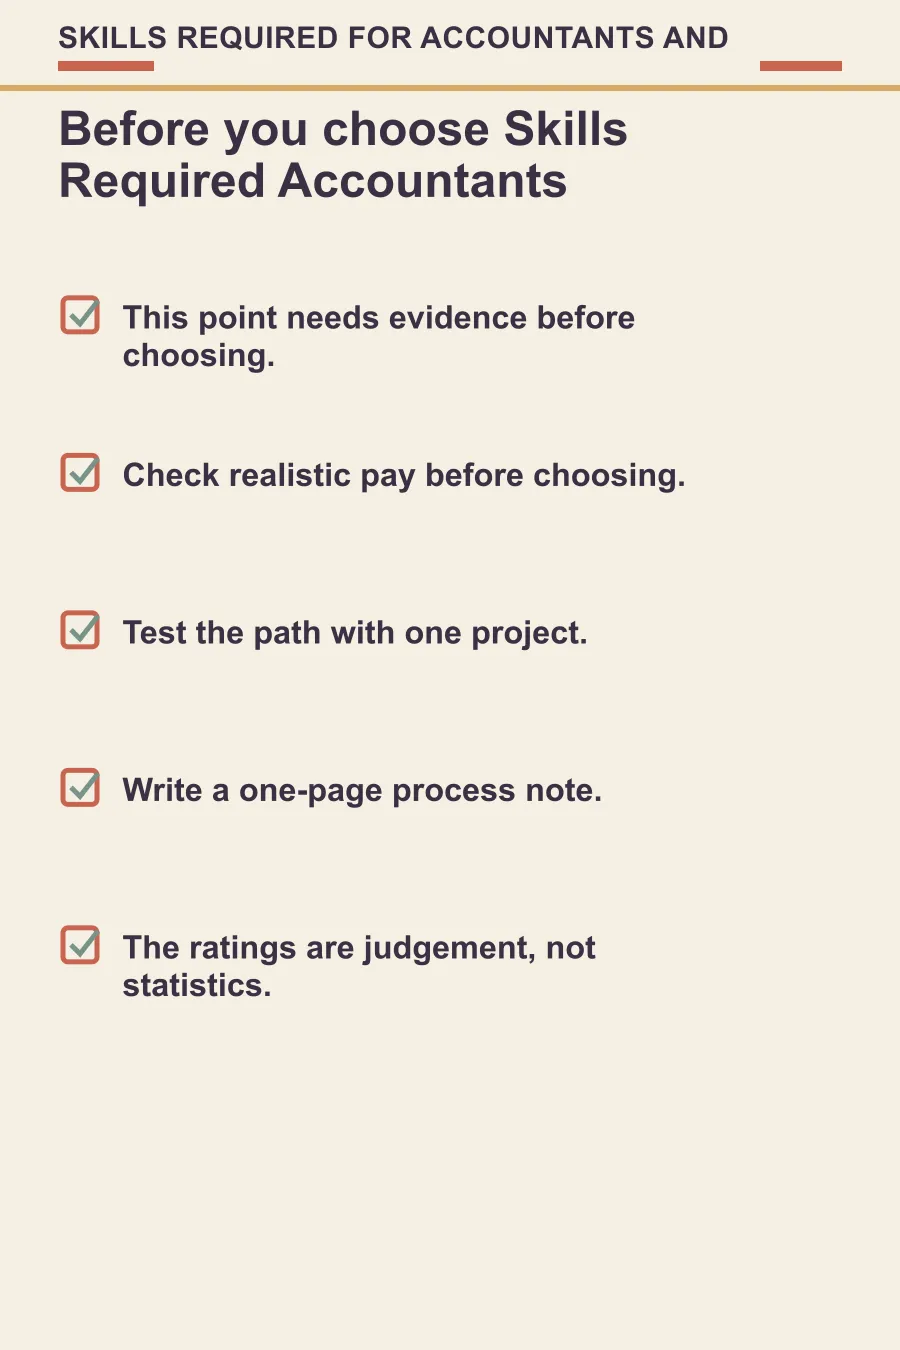 SKILLS REQUIRED FOR ACCOUNTANTS AND
Before you choose Skills
Required Accountants
This point needs evidence before
choosing.
Check realistic pay before choosing.
Test the path with one project.
Write a one-page process note.
The ratings are judgement, not
statistics.